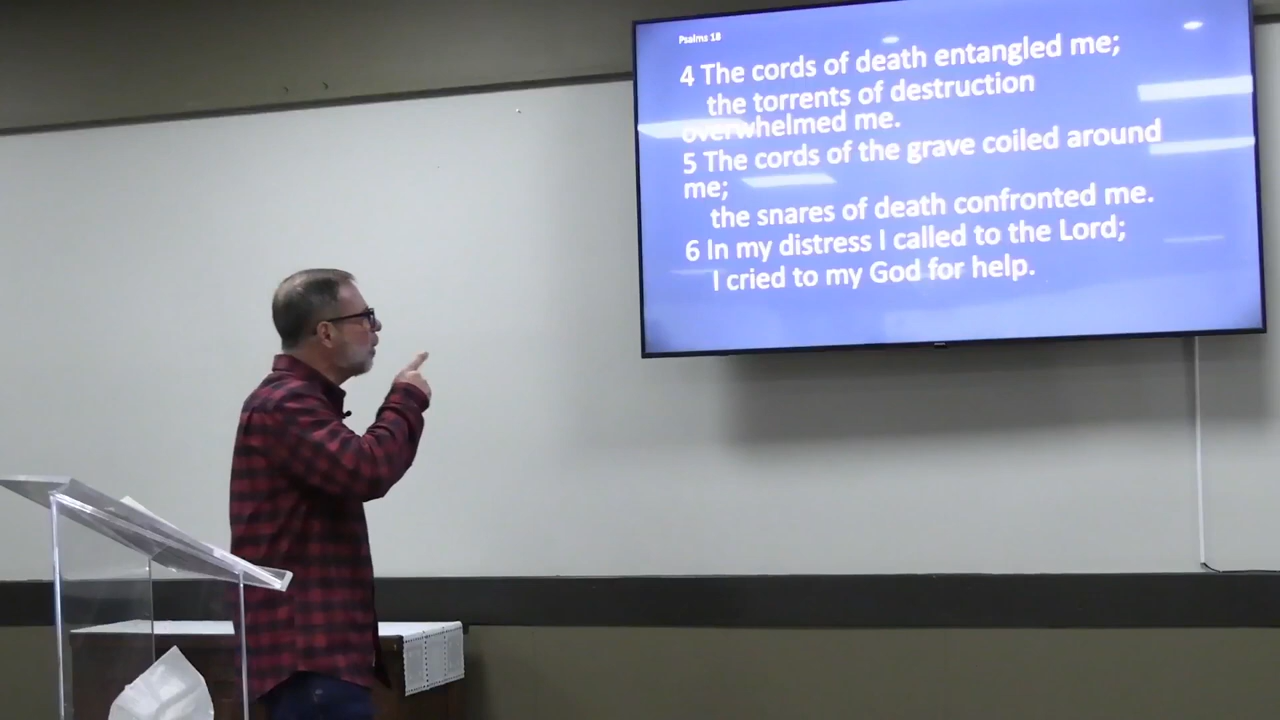 Psalms 18
4 The cords of death entangled me;
the torrents of destruction
overwhelmed me.
5 The cords of the grave coiled around
me;
the snares of death confronted me.
6 In my distress I called to the Lord;
I cried to my God for help.